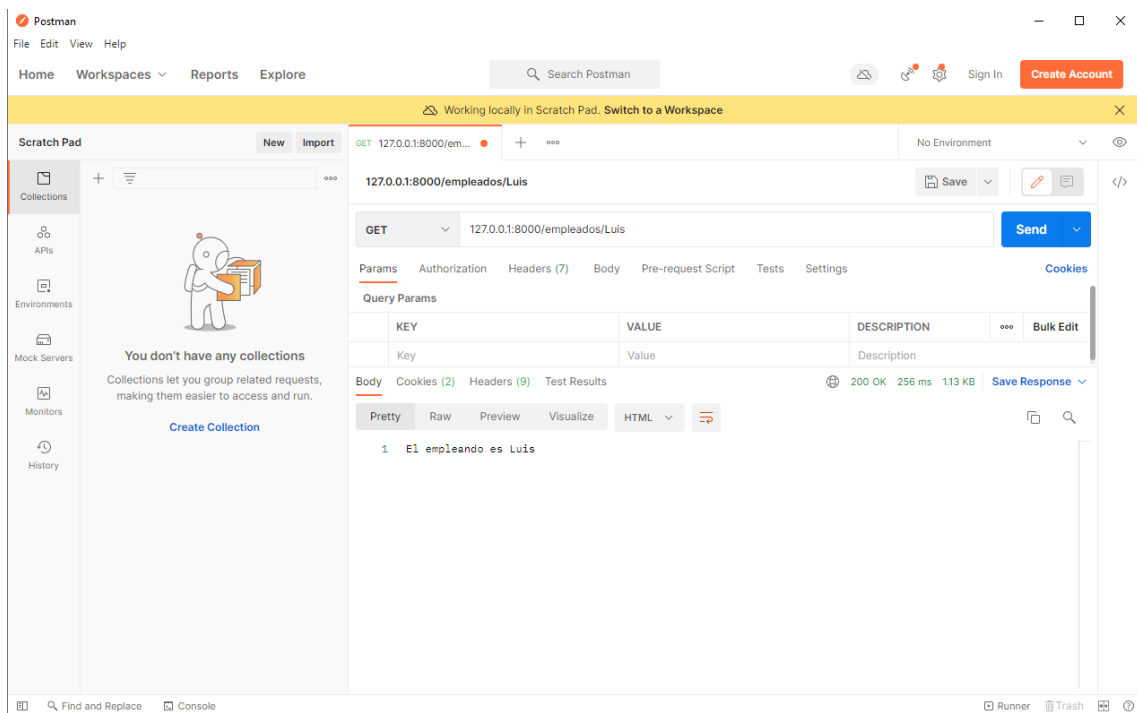 Postman
File Edit View Help
Home Workspaces Reports Explore Search Postman Sign In Create Account
Working locally in Scratch Pad. Switch to a Workspace
Scratch Pad New Import GET 127.0.0.1:8000/em... No Environment
Collections
APIs
Environments
Mock Servers
Monitors
History
You don't have any collections
Collections let you group related requests,
making them easier to access and run.
Create Collection
127.0.0.1:8000/empleados/Luis Save
GET 127.0.0.1:8000/empleados/Luis Send
Params Authorization Headers (7) Body Pre-request Script Tests Settings Cookies
Query Params
KEY VALUE DESCRIPTION Bulk Edit
Key Value Description
Body Cookies (2) Headers (9) Test Results 200 OK 256 ms 1.13 KB Save Response
Pretty Raw Preview Visualize HTML
1 El empleando es Luis
Find and Replace Console Runner Trash